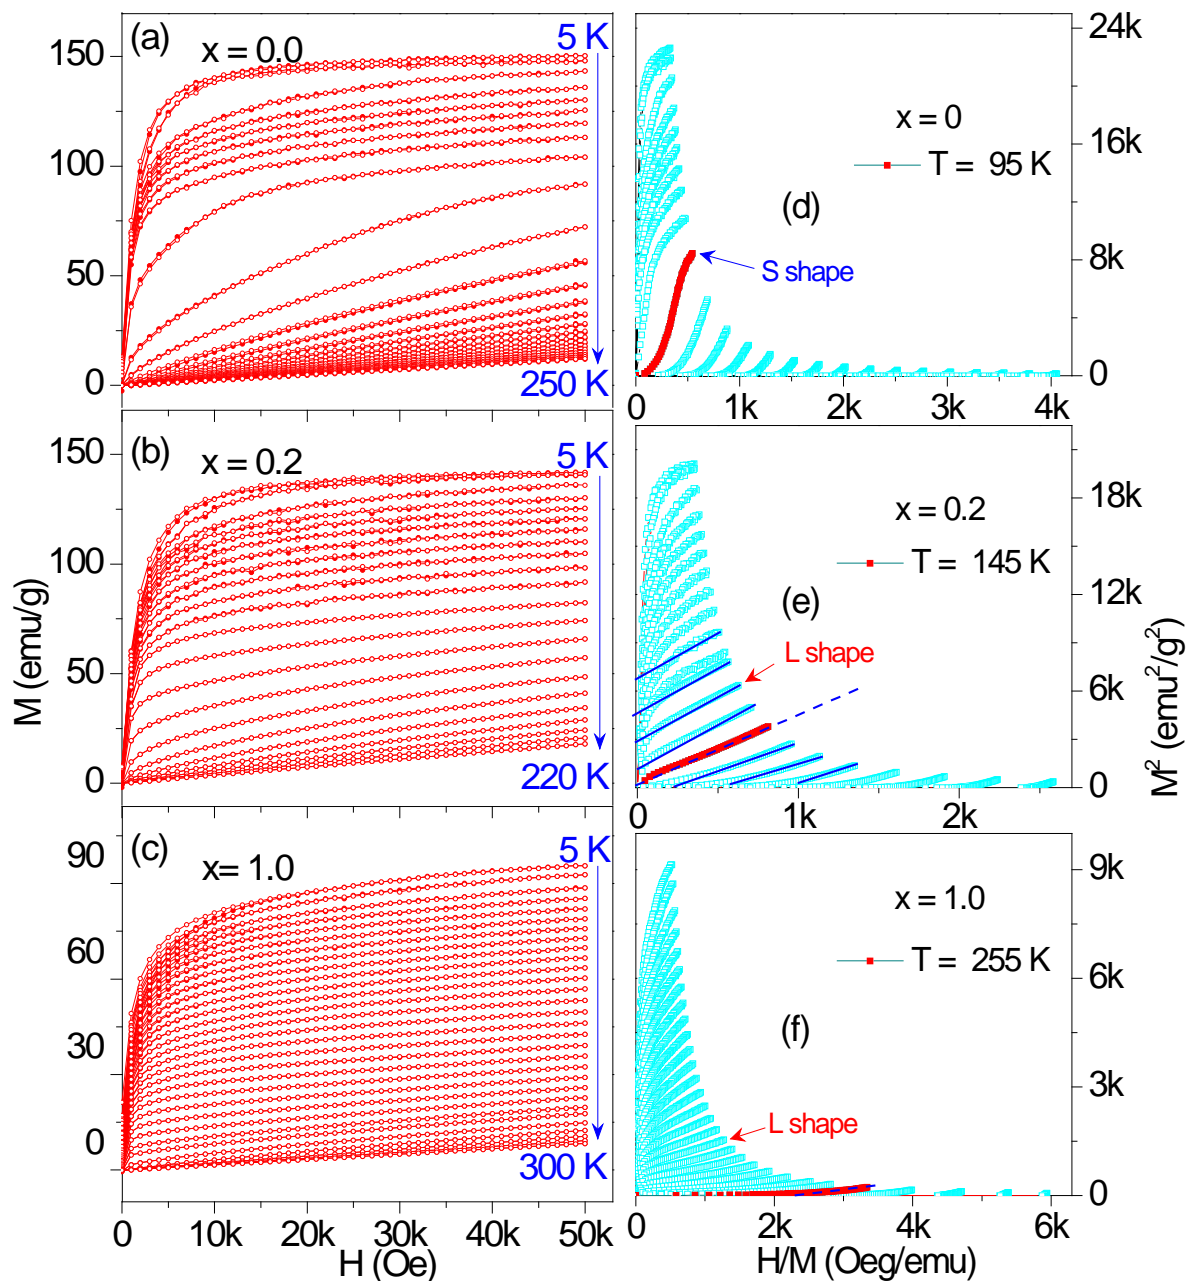 (a)
x = 0.0
5 K
150
100
50
0
250 K
(b)
x = 0.2
5 K
150
100
50
0
220 K
(c)
x= 1.0
5 K
90
60
30
0
300 K
0
10k
20k
30k
40k
50k
H (Oe)
M (emu/g)
24k
x = 0
T = 95 K
16k
(d)
S shape
8k
0
0
1k
2k
3k
4k
18k
x = 0.2
T = 145 K
12k
(e)
L shape
6k
0
0
1k
2k
M² (emu²/g²)
9k
x = 1.0
T = 255 K
6k
(f)
3k
L shape
0
0
2k
4k
6k
H/M (Oeg/emu)